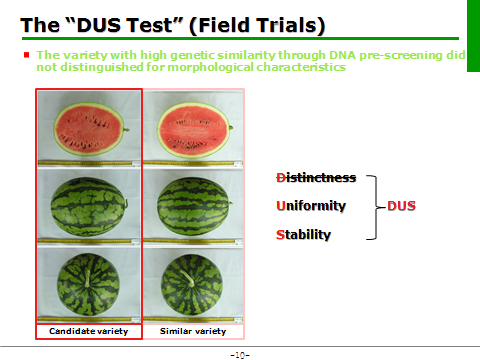 The “DUS Test” (Field Trials)
The variety with high genetic similarity through DNA pre-screening did
not distinguished for morphological characteristics
Distinctness
Uniformity
DUS
Stability
Candidate variety
Similar variety
–10–